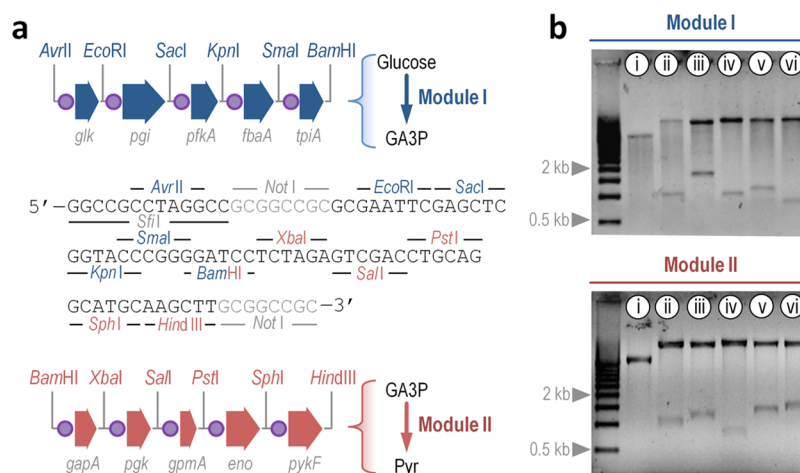 a
AvrII EcoRI SacI KpnI SmaI BamHI
glk pgi pfkA fbaA tpiA
Glucose
Module I
GA3P
AvrII Not I EcoRI SacI
5′–GGCCGCCTAGGCCGCGGCCGCGCGAATTCGAGCTC
SfiI
SmaI XbaI PstI
GGTACCCGGGGATCCTCTAGAGTCGACCTGCAG
KpnI BamHI SalI
GCATGCAAGCTTGCGGCCGC–3′
SphI HindIII Not I
BamHI XbaI SalI PstI SphI HindIII
gapA pgk gpmA eno pykF
GA3P
Module II
Pyr
b
Module I
i ii iii iv v vi
2 kb
0.5 kb
Module II
i ii iii iv v vi
2 kb
0.5 kb